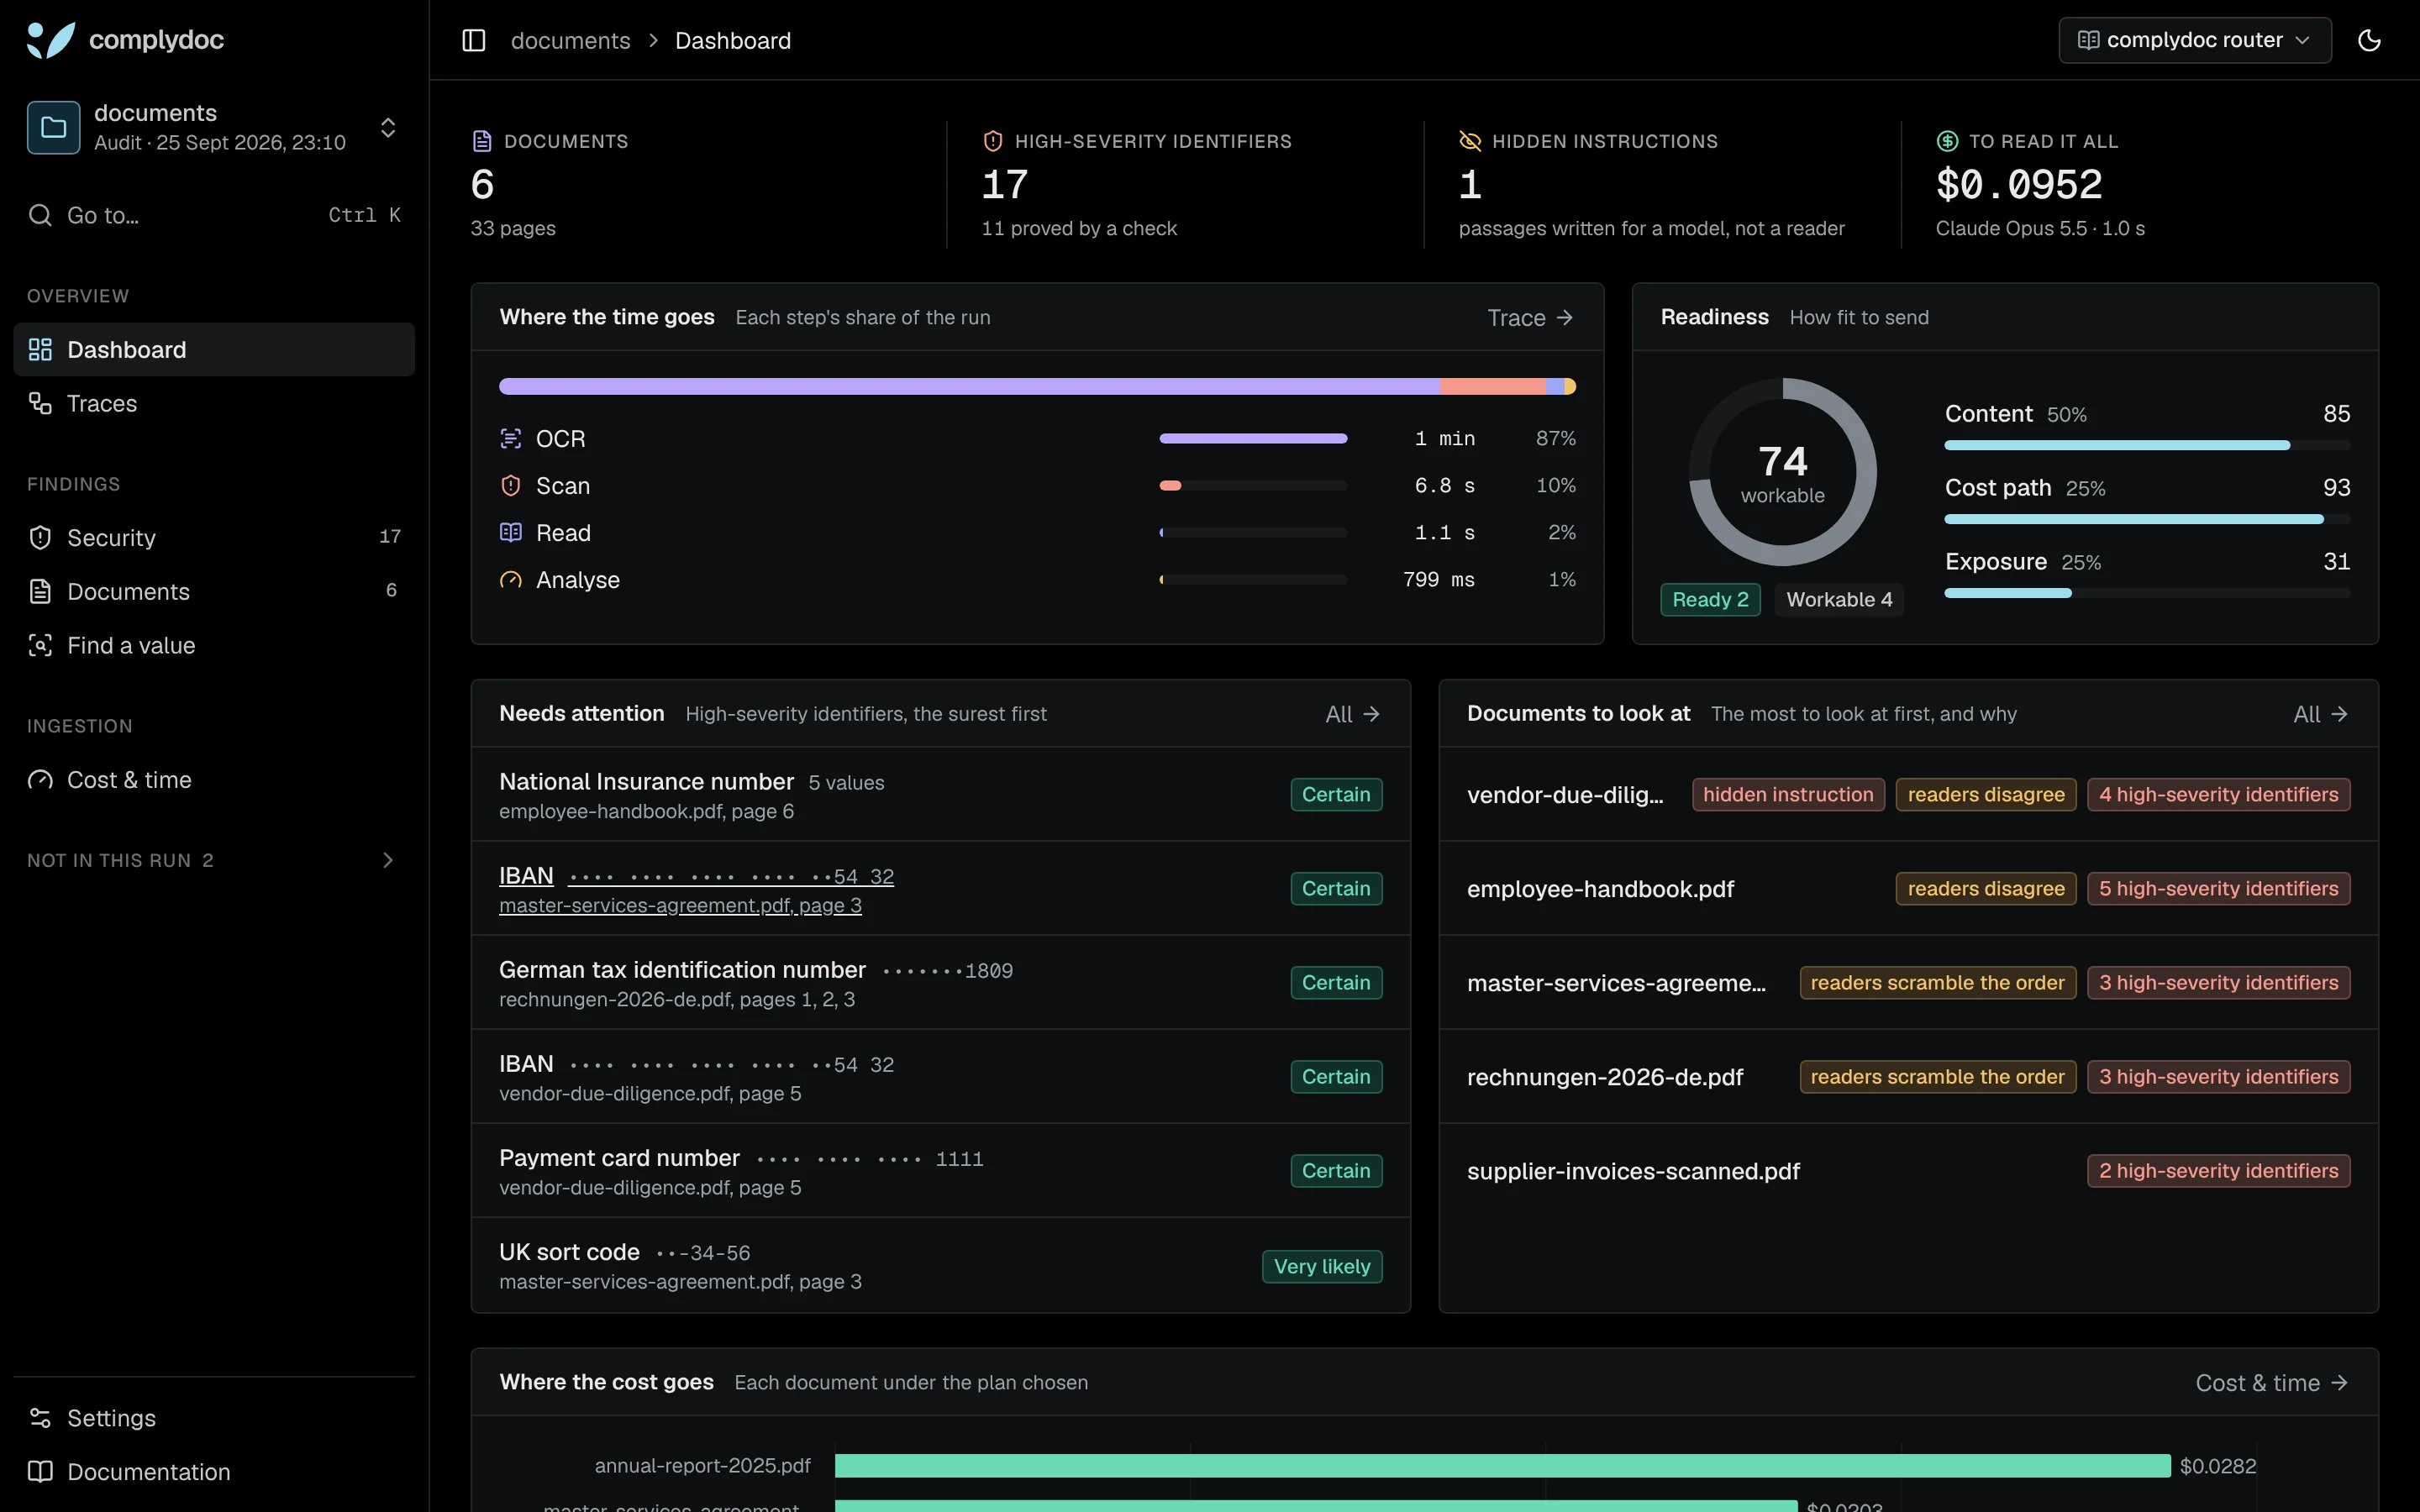 complydoc
documents
Audit · 25 Sept 2026, 23:10
Go to...
Ctrl K
OVERVIEW
Dashboard
Traces
FINDINGS
Security 17
Documents 6
Find a value
INGESTION
Cost & time
NOT IN THIS RUN 2
Settings
Documentation
documents > Dashboard
complydoc router
DOCUMENTS
6
33 pages
HIGH-SEVERITY IDENTIFIERS
17
11 proved by a check
HIDDEN INSTRUCTIONS
1
passages written for a model, not a reader
TO READ IT ALL
$0.0952
Claude Opus 5.5 · 1.0 s
Where the time goes Each step's share of the run Trace →
OCR 1 min 87%
Scan 6.8 s 10%
Read 1.1 s 2%
Analyse 799 ms 1%
Readiness How fit to send
74
workable
Ready 2 Workable 4
Content 50% 85
Cost path 25% 93
Exposure 25% 31
Needs attention High-severity identifiers, the surest first All →
National Insurance number 5 values
employee-handbook.pdf, page 6
Certain
IBAN •••• •••• •••• •••• ••54 32
master-services-agreement.pdf, page 3
Certain
German tax identification number •••••••1809
rechnungen-2026-de.pdf, pages 1, 2, 3
Certain
IBAN •••• •••• •••• •••• ••54 32
vendor-due-diligence.pdf, page 5
Certain
Payment card number •••• •••• •••• 1111
vendor-due-diligence.pdf, page 5
Certain
UK sort code ••-34-56
master-services-agreement.pdf, page 3
Very likely
Documents to look at The most to look at first, and why All →
vendor-due-dilig... hidden instruction readers disagree 4 high-severity identifiers
employee-handbook.pdf readers disagree 5 high-severity identifiers
master-services-agreeme... readers scramble the order 3 high-severity identifiers
rechnungen-2026-de.pdf readers scramble the order 3 high-severity identifiers
supplier-invoices-scanned.pdf 2 high-severity identifiers
Where the cost goes Each document under the plan chosen Cost & time →
annual-report-2025.pdf $0.0282
master-services-agreement... $0.0203